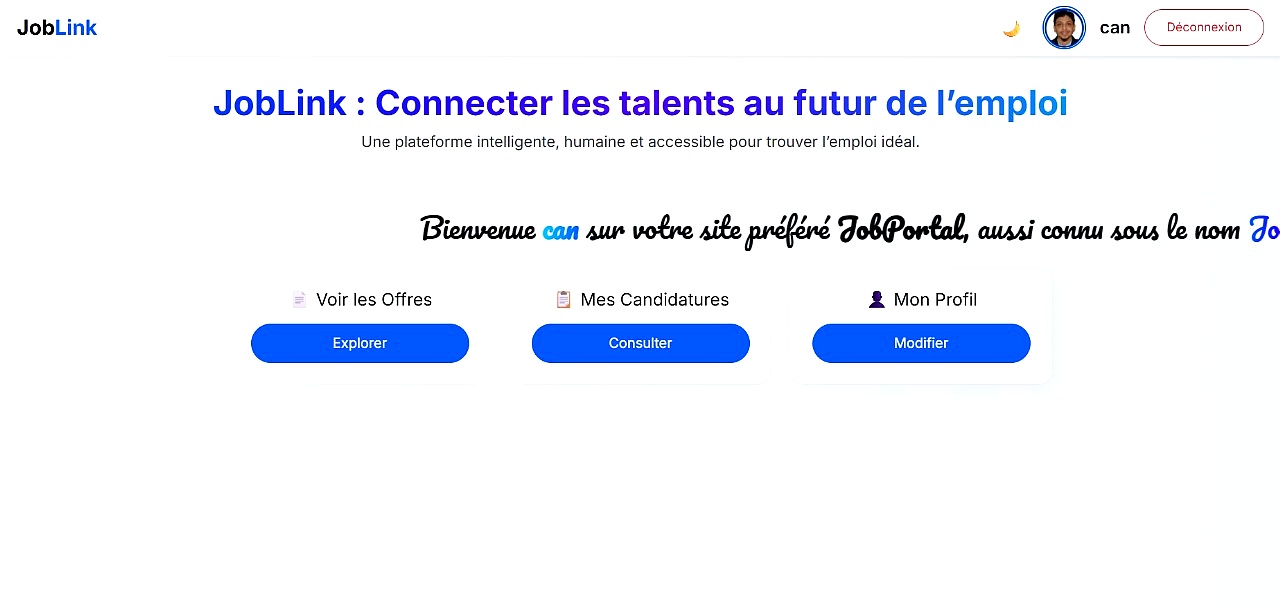 JobLink
can
Déconnexion
JobLink : Connecter les talents au futur de l’emploi
Une plateforme intelligente, humaine et accessible pour trouver l’emploi idéal.
Bienvenue can sur votre site préféré JobPortal, aussi connu sous le nom Jo
Voir les Offres
Mes Candidatures
Mon Profil
Explorer
Consulter
Modifier